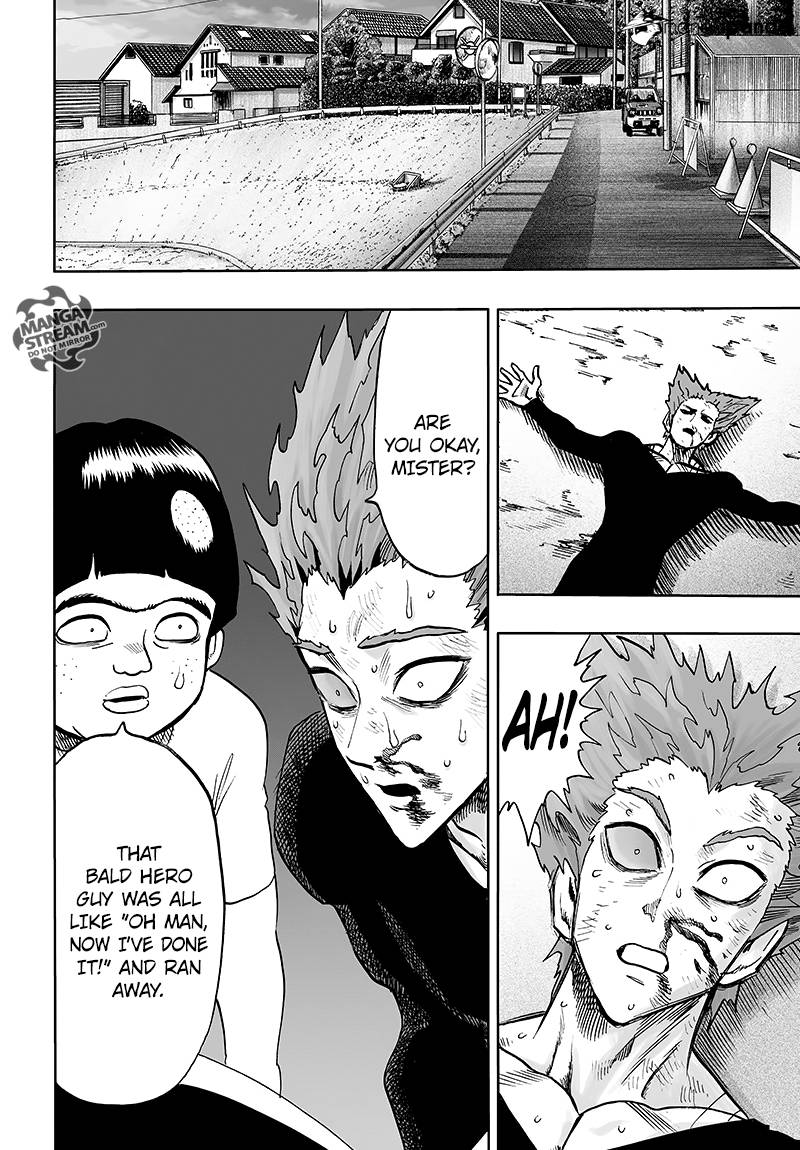 MANGA
STREAM.com
DO NOT MIRROR
AH!
ARE
YOU OKAY,
MISTER?
THAT
BALD HERO
GUY WAS ALL
LIKE "OH MAN,
NOW I'VE DONE
IT!" AND RAN
AWAY.